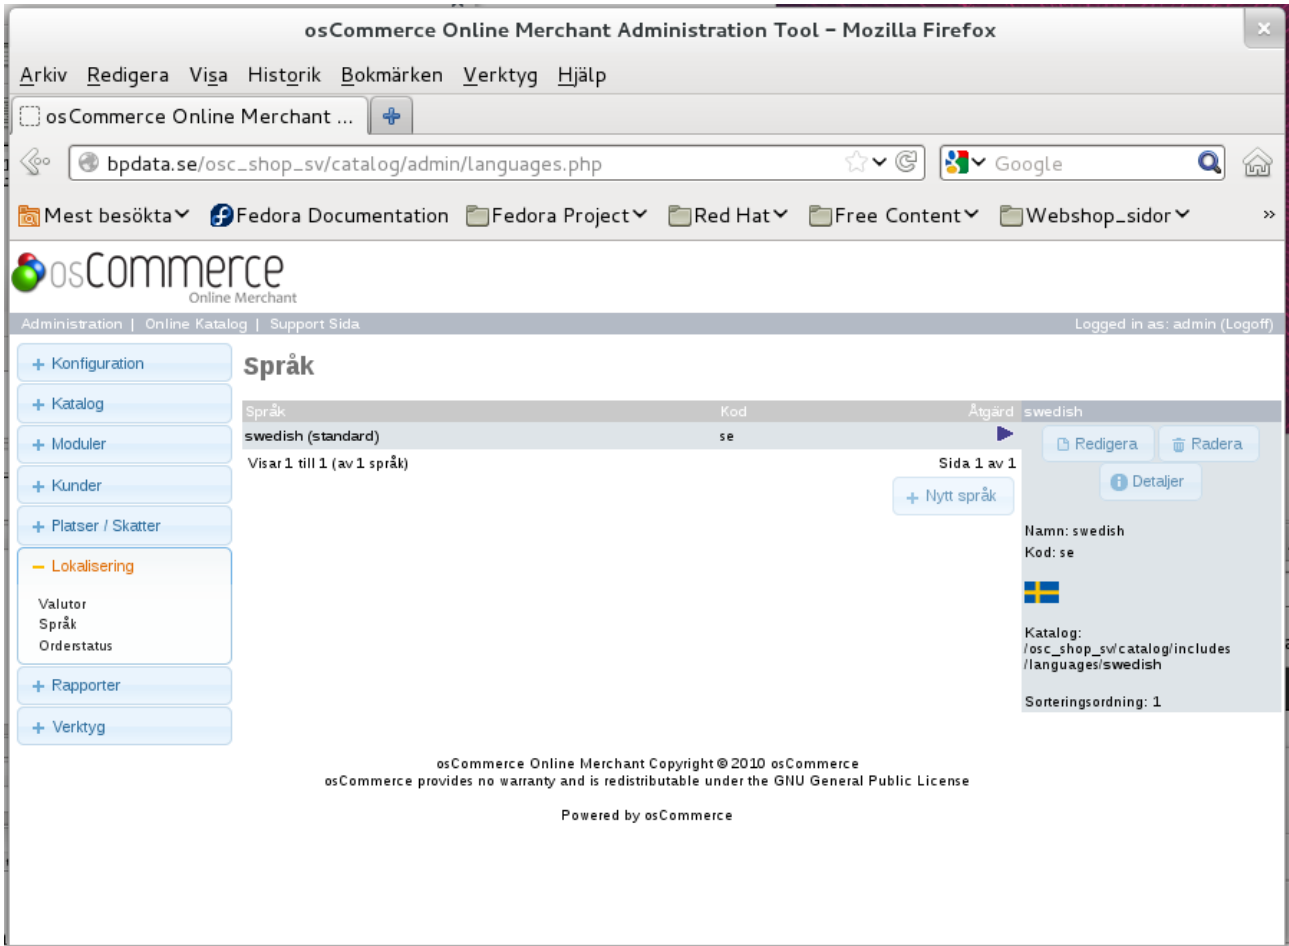 osCommerce Online Merchant Administration Tool – Mozilla Firefox
Arkiv Redigera Visa Historik Bokmärken Verktyg Hjälp
osCommerce Online Merchant ...
bpdata.se/osc_shop_sv/catalog/admin/languages.php Google
Mest besökta Fedora Documentation Fedora Project Red Hat Free Content Webshop_sidor »
osCommerce
Online Merchant
Administration | Online Katalog | Support Sida Logged in as: admin (Logoff)
+ Konfiguration
+ Katalog
+ Moduler
+ Kunder
+ Platser / Skatter
– Lokalisering
Valutor
Språk
Orderstatus
+ Rapporter
+ Verktyg
Språk
Språk Kod Åtgärd
swedish (standard) se
Visar 1 till 1 (av 1 språk) Sida 1 av 1
+ Nytt språk
swedish
Redigera Radera
Detaljer
Namn: swedish
Kod: se
Katalog:
/osc_shop_sv/catalog/includes
/languages/swedish
Sorteringsordning: 1
osCommerce Online Merchant Copyright © 2010 osCommerce
osCommerce provides no warranty and is redistributable under the GNU General Public License
Powered by osCommerce